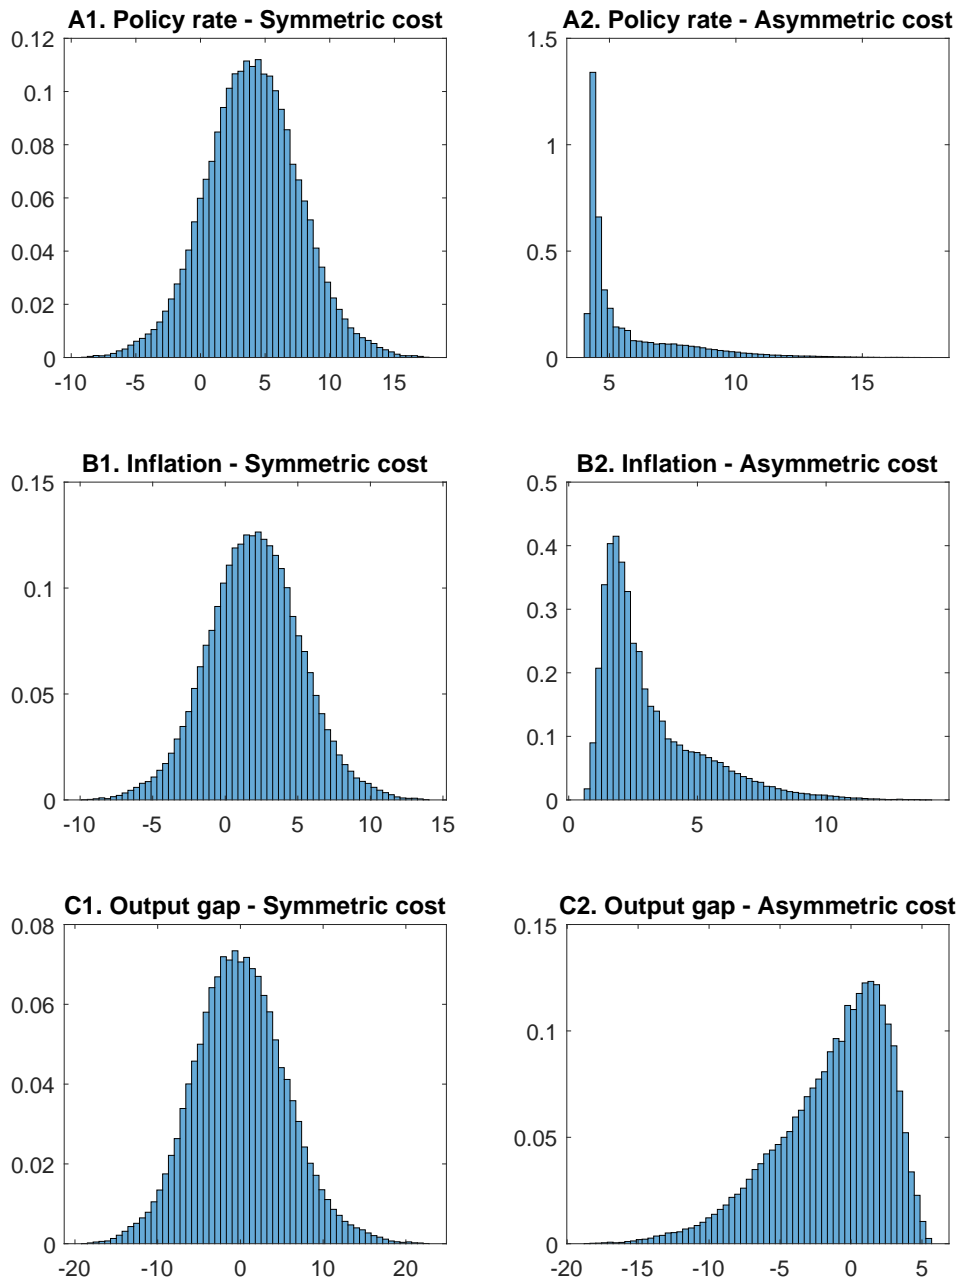 A1. Policy rate - Symmetric cost
0.12
0.1
0.08
0.06
0.04
0.02
0
-10 -5 0 5 10 15
A2. Policy rate - Asymmetric cost
1.5
1
0.5
0
5 10 15
B1. Inflation - Symmetric cost
0.15
0.1
0.05
0
-10 -5 0 5 10 15
B2. Inflation - Asymmetric cost
0.5
0.4
0.3
0.2
0.1
0
0 5 10
C1. Output gap - Symmetric cost
0.08
0.06
0.04
0.02
0
-20 -10 0 10 20
C2. Output gap - Asymmetric cost
0.15
0.1
0.05
0
-20 -15 -10 -5 0 5